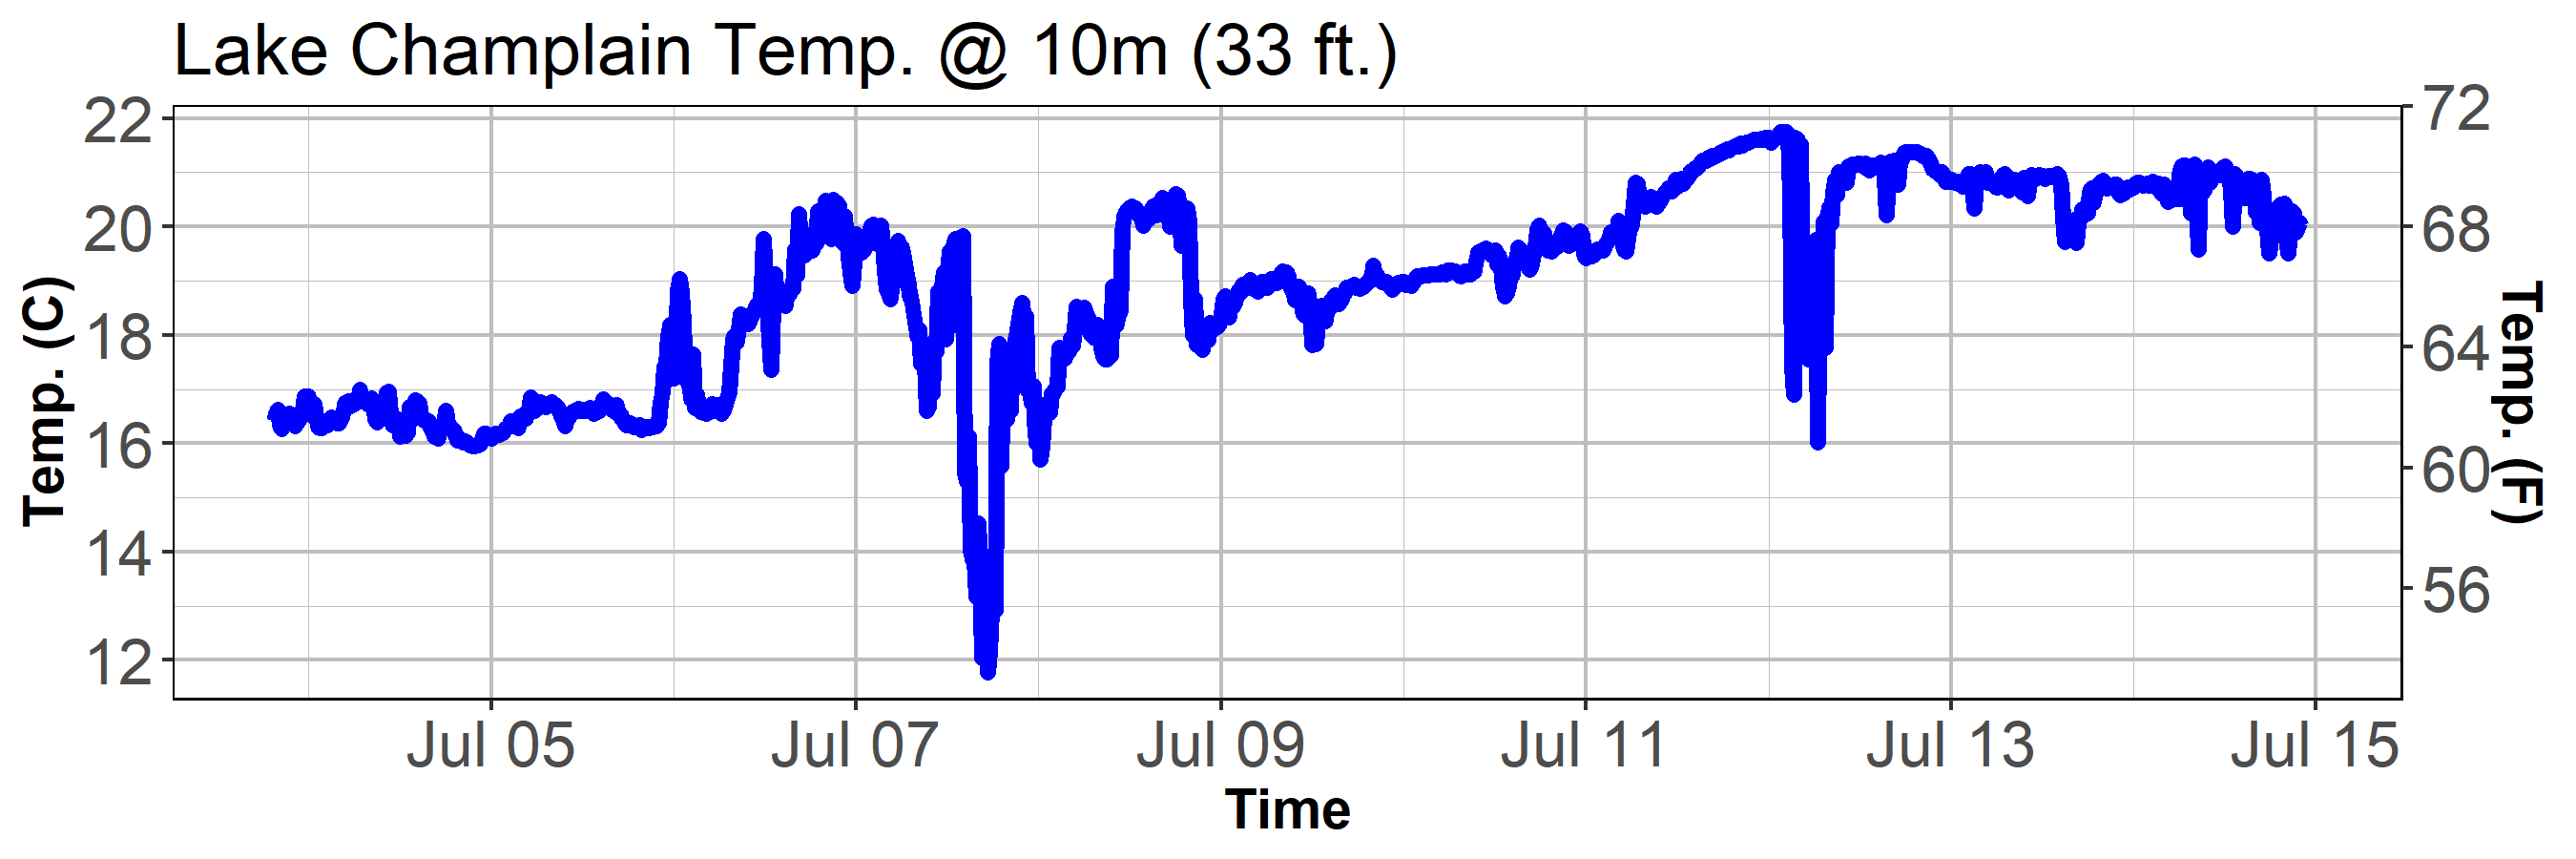 Lake Champlain Temp. @ 10m (33 ft.)
Temp. (C)
22
20
18
16
14
12
72
68
64
60
56
Temp. (F)
Jul 05 Jul 07 Jul 09 Jul 11 Jul 13 Jul 15
Time